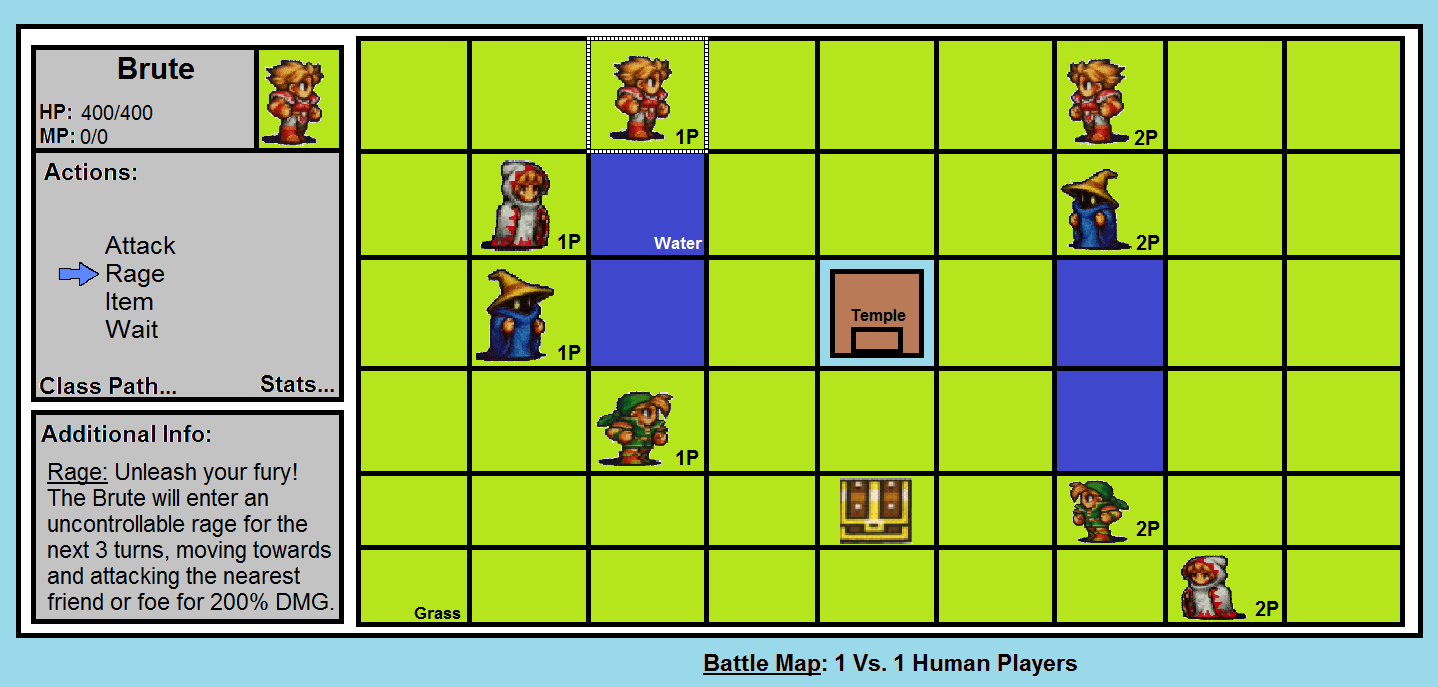 Brute
HP: 400/400
MP: 0/0
Actions:
Attack
Rage
Item
Wait
Class Path...
Stats...
Additional Info:
Rage: Unleash your fury!
The Brute will enter an
uncontrollable rage for the
next 3 turns, moving towards
and attacking the nearest
friend or foe for 200% DMG.
1P
2P
1P
Water
2P
1P
Temple
1P
2P
Grass
2P
Battle Map: 1 Vs. 1 Human Players